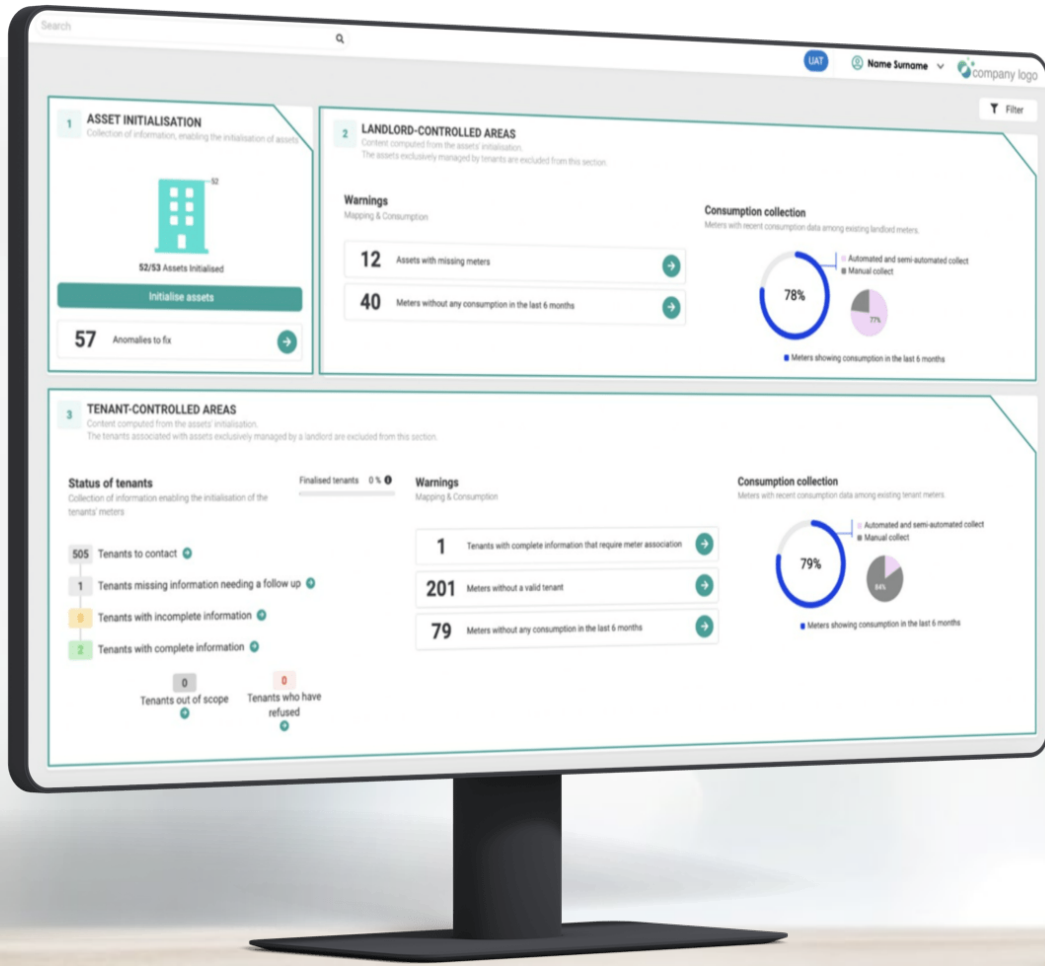 Search
UAT
Name Surname
company logo
Filter
1
ASSET INITIALISATION
Collection of information, enabling the initialisation of assets
52
52/53 Assets Initialised
Initialise assets
57
Anomalies to fix
2
LANDLORD-CONTROLLED AREAS
Content computed from the assets' initialisation.
The assets exclusively managed by tenants are excluded from this section.
Warnings
Mapping & Consumption
12
Assets with missing meters
40
Meters without any consumption in the last 6 months
Consumption collection
Meters with recent consumption data among existing landlord meters.
78%
Automated and semi-automated collect
Manual collect
77%
Meters showing consumption in the last 6 months
3
TENANT-CONTROLLED AREAS
Content computed from the assets' initialisation.
The tenants associated with assets exclusively managed by a landlord are excluded from this section.
Status of tenants
Collection of information enabling the initialisation of the
tenants' meters
Finalised tenants 0 %
505 Tenants to contact
1 Tenants missing information needing a follow up
0 Tenants with incomplete information
2 Tenants with complete information
0
Tenants out of scope
0
Tenants who have
refused
Warnings
Mapping & Consumption
1
Tenants with complete information that require meter association
201
Meters without a valid tenant
79
Meters without any consumption in the last 6 months
Consumption collection
Meters with recent consumption data among existing tenant meters.
79%
Automated and semi-automated collect
Manual collect
84%
Meters showing consumption in the last 6 months